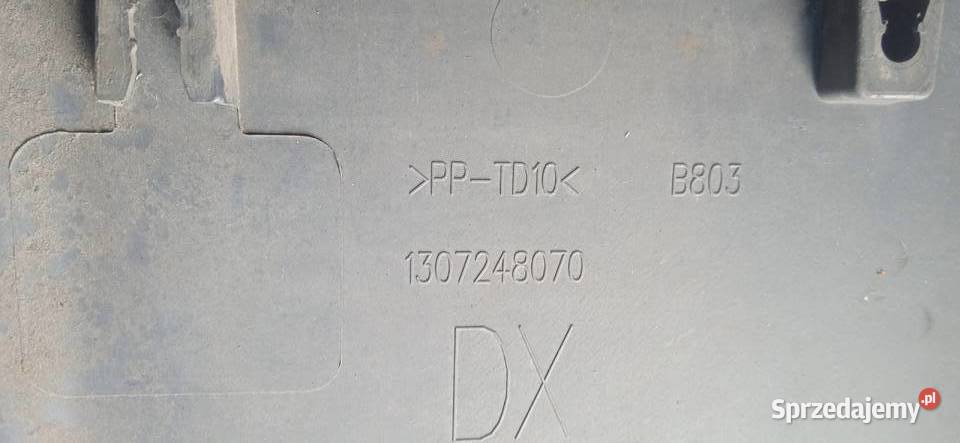 >PP-TD10< B803
1307248070
DX
Sprzedajemy.pl